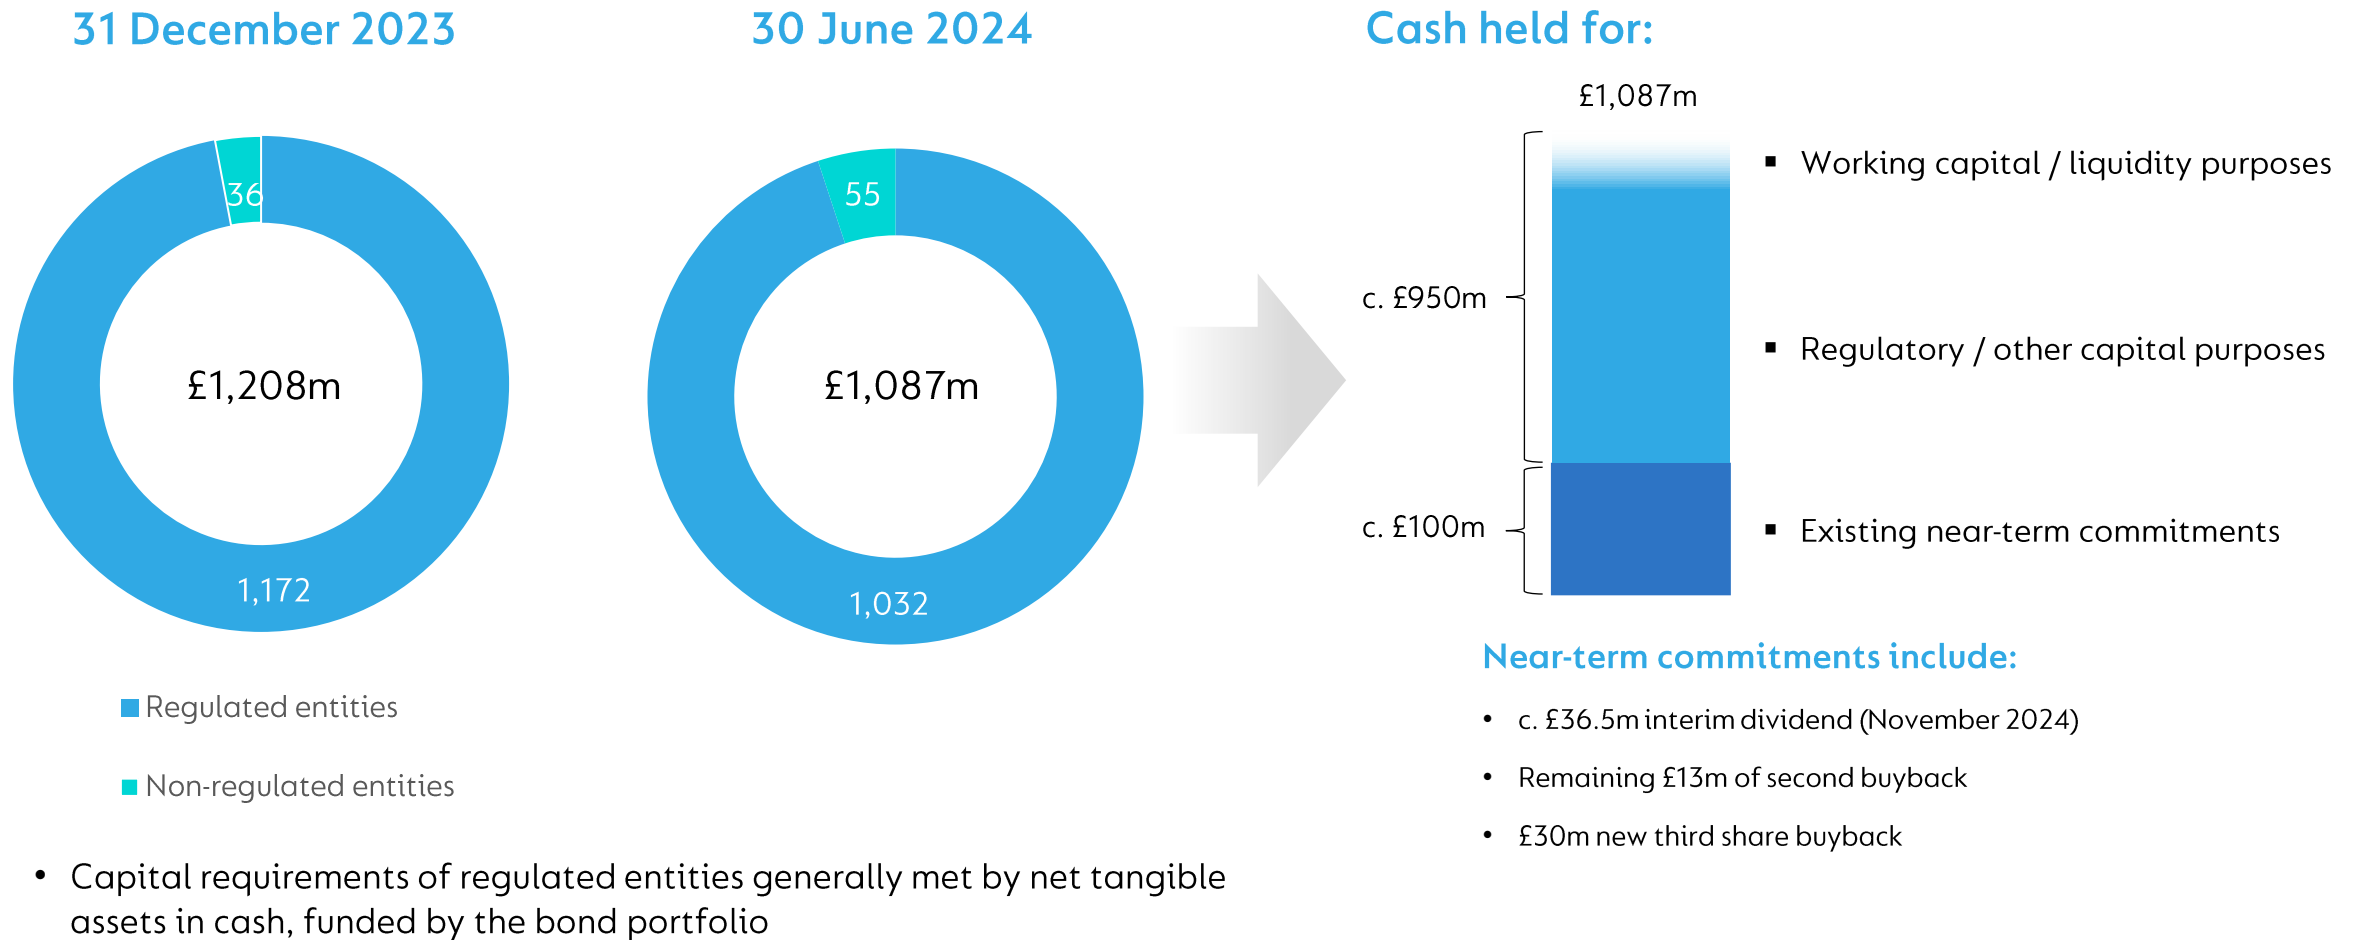 31 December 2023
36
£1,208m
1,172
Regulated entities
Non-regulated entities
30 June 2024
55
£1,087m
1,032
Cash held for:
£1,087m
c. £950m
c. £100m
▪ Working capital / liquidity purposes
▪ Regulatory / other capital purposes
▪ Existing near-term commitments
Near-term commitments include:
• c. £36.5m interim dividend (November 2024)
• Remaining £13m of second buyback
• £30m new third share buyback
• Capital requirements of regulated entities generally met by net tangible
assets in cash, funded by the bond portfolio